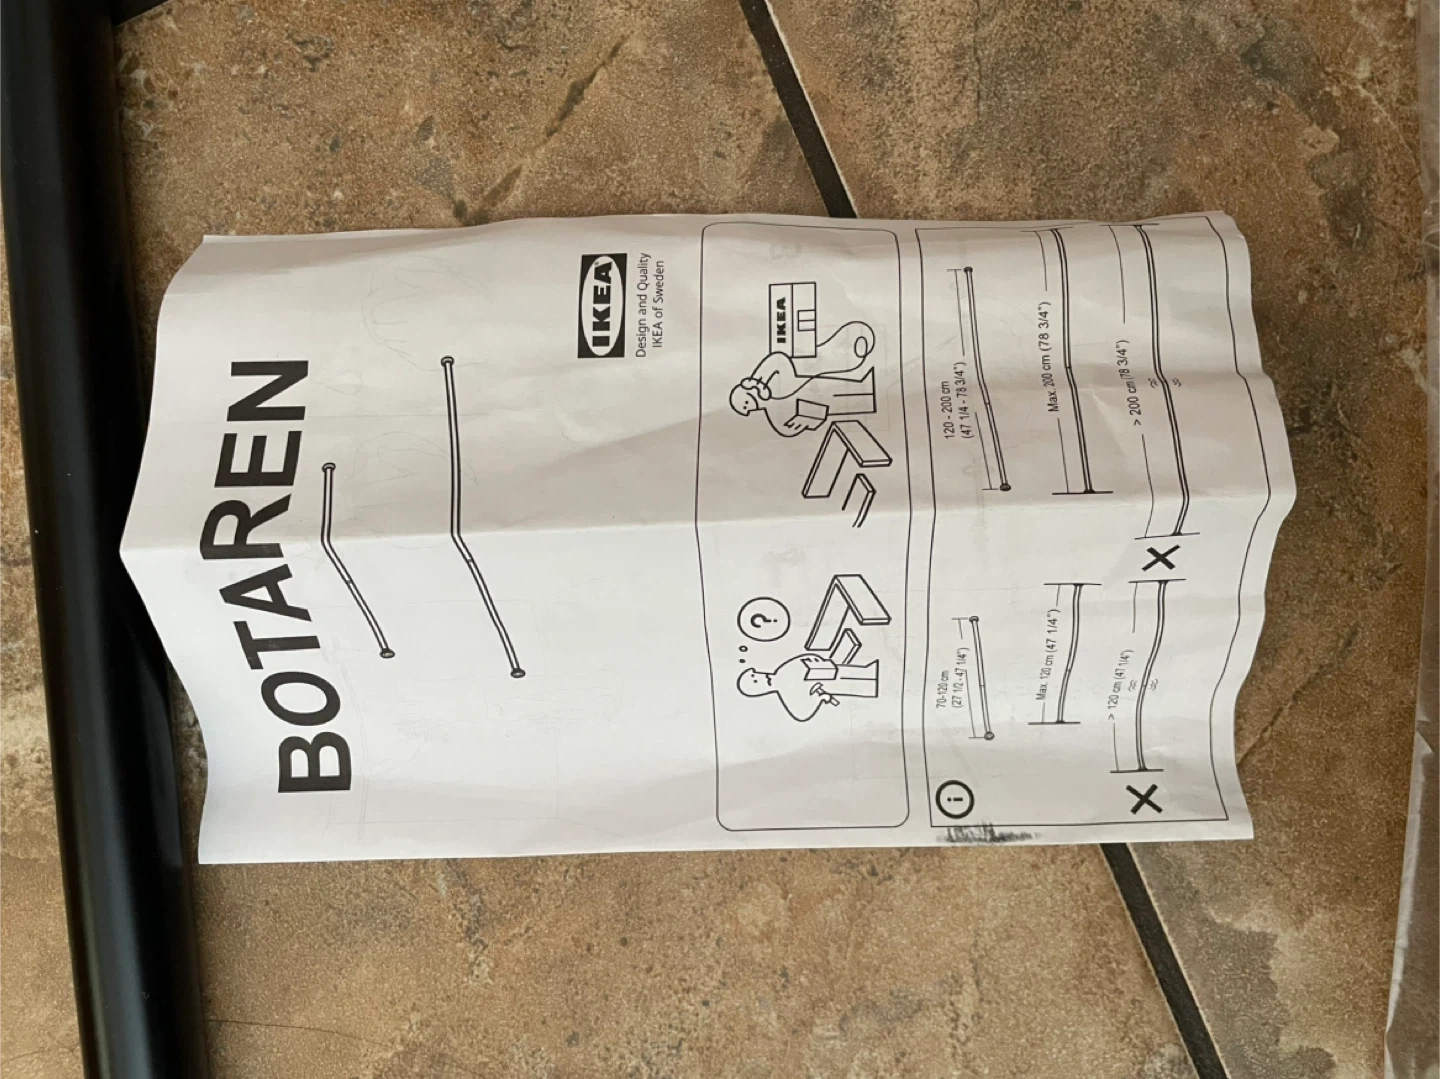 BOTAREN
IKEA
Design and Quality
IKEA of Sweden
?
IKEA
i
70-120 cm
(27 1/2 - 47 1/4")
120 - 200 cm
(47 1/4 - 78 3/4")
Max. 120 cm (47 1/4")
Max. 200 cm (78 3/4")
> 120 cm (47 1/4")
> 200 cm (78 3/4")